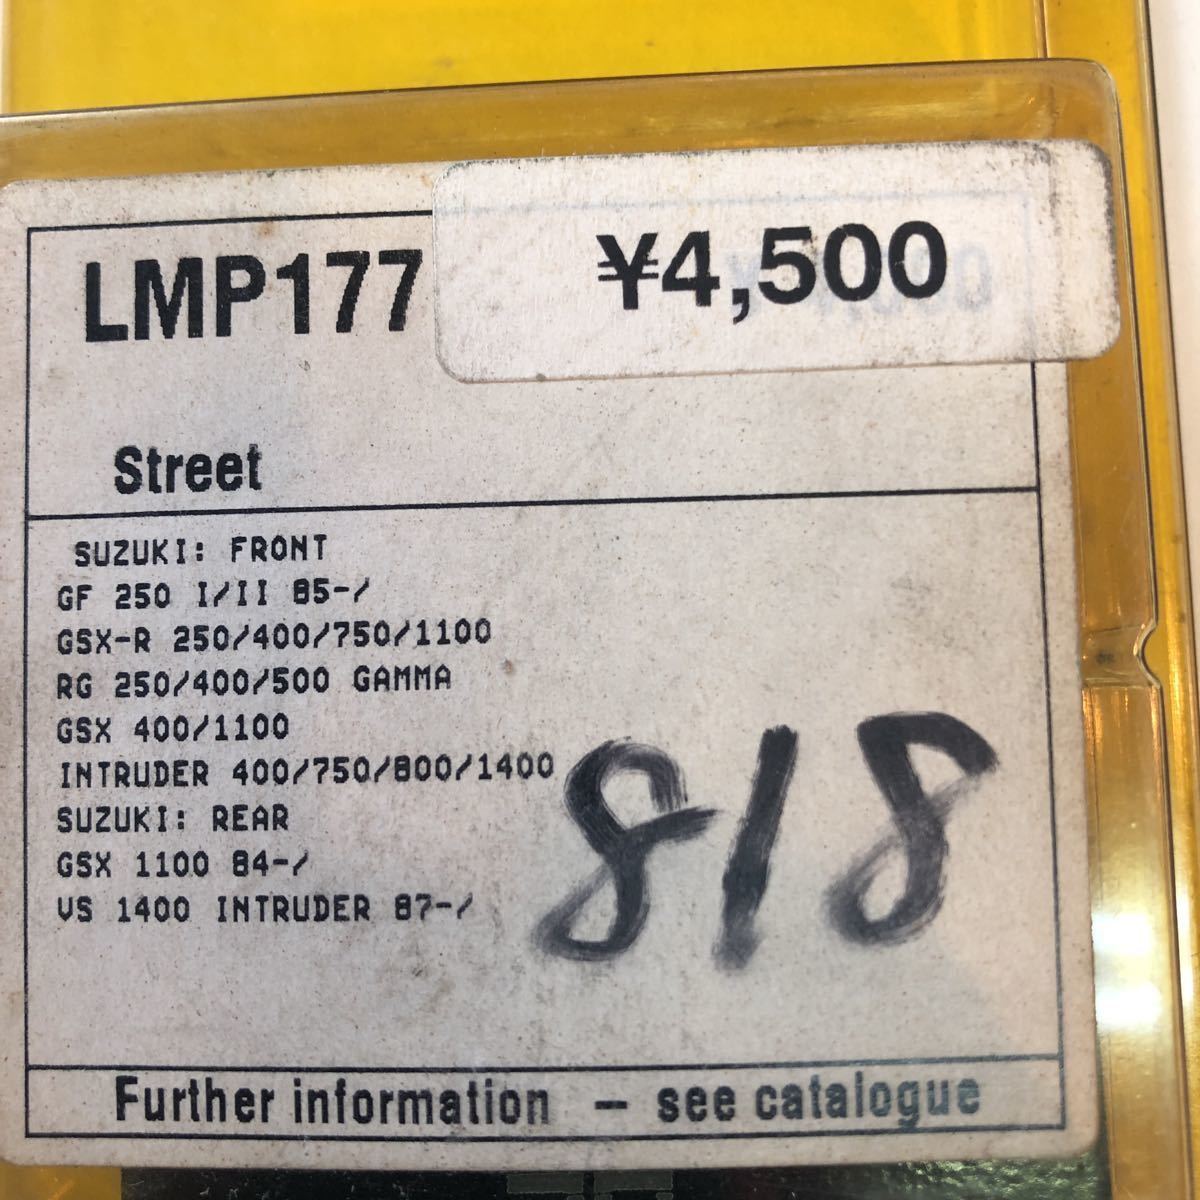 LMP177
¥4,500
Street
SUZUKI: FRONT
GF 250 I/II 85-/
GSX-R 250/400/750/1100
RG 250/400/500 GAMMA
GSX 400/1100
INTRUDER 400/750/800/1400
SUZUKI: REAR
GSX 1100 84-/
VS 1400 INTRUDER 87-/
818
Further information – see catalogue